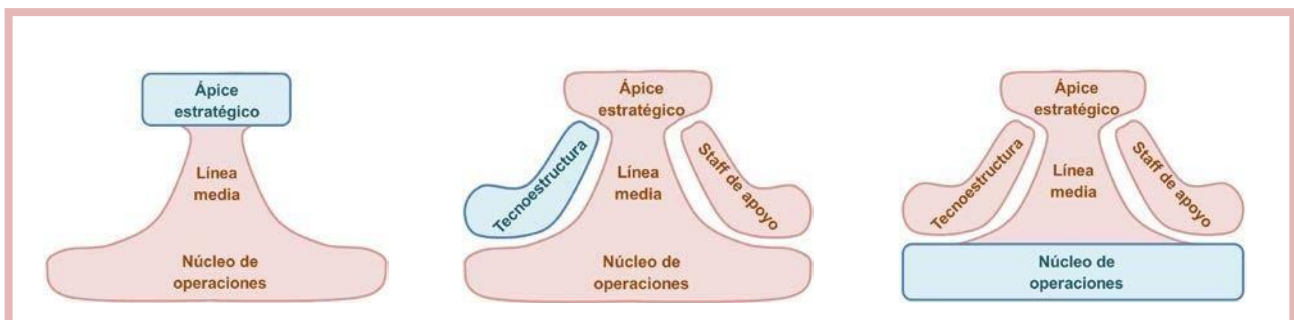 Ápice
estratégico
Línea
media
Núcleo de
operaciones
Ápice
estratégico
Tecnoestructura
Línea
media
Staff de apoyo
Núcleo de
operaciones
Ápice
estratégico
Tecnoestructura
Línea
media
Staff de apoyo
Núcleo de
operaciones